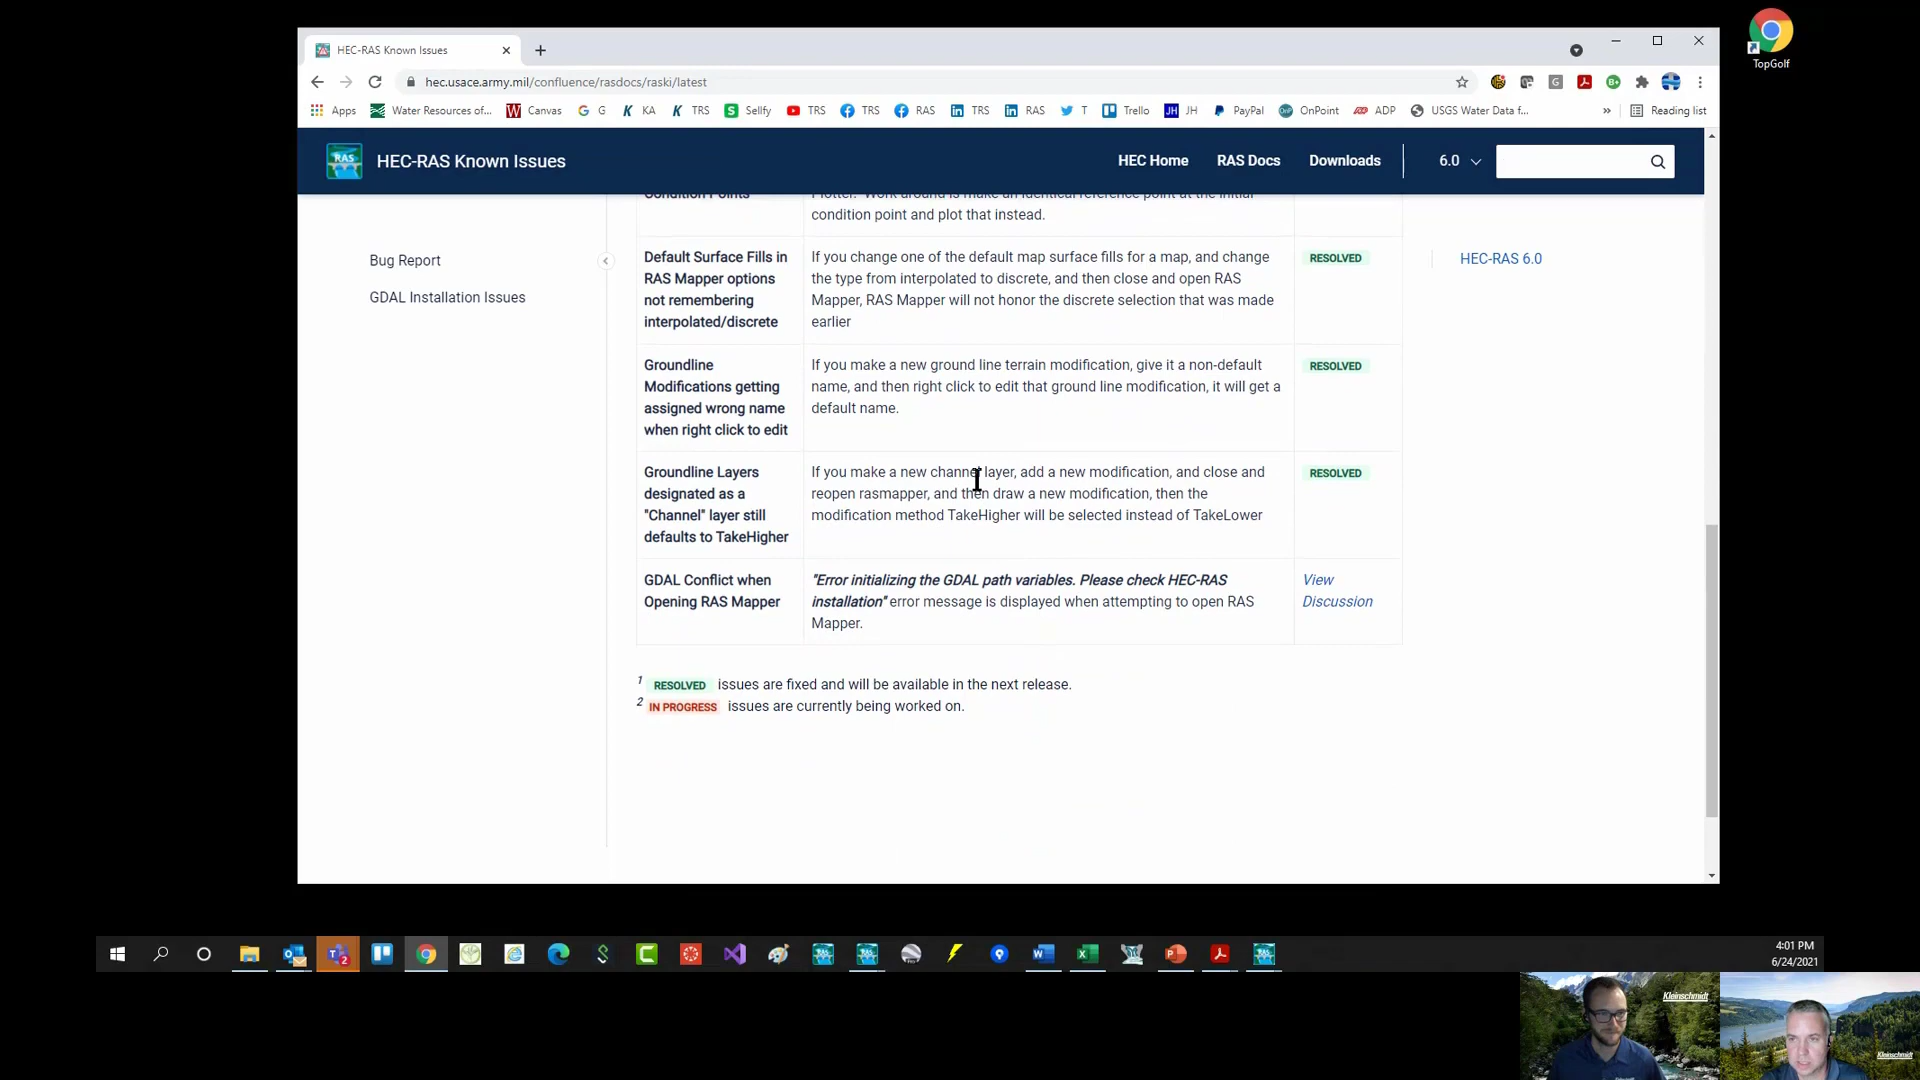 TopGolf
HEC-RAS Known Issues
hec.usace.army.mil/confluence/rasdocs/raski/latest
Apps Water Resources of... Canvas G KA TRS Sellfy TRS TRS RAS TRS RAS T Trello JH PayPal OnPoint ADP USGS Water Data f... » Reading list
RAS HEC-RAS Known Issues HEC Home RAS Docs Downloads 6.0
Bug Report
GDAL Installation Issues
condition point and plot that instead.
Default Surface Fills in
RAS Mapper options
not remembering
interpolated/discrete
If you change one of the default map surface fills for a map, and change
the type from interpolated to discrete, and then close and open RAS
Mapper, RAS Mapper will not honor the discrete selection that was made
earlier
RESOLVED
Groundline
Modifications getting
assigned wrong name
when right click to edit
If you make a new ground line terrain modification, give it a non-default
name, and then right click to edit that ground line modification, it will get a
default name.
RESOLVED
Groundline Layers
designated as a
"Channel" layer still
defaults to TakeHigher
If you make a new channel layer, add a new modification, and close and
reopen rasmapper, and then draw a new modification, then the
modification method TakeHigher will be selected instead of TakeLower
RESOLVED
GDAL Conflict when
Opening RAS Mapper
"Error initializing the GDAL path variables. Please check HEC-RAS
installation" error message is displayed when attempting to open RAS
Mapper.
View
Discussion
1 RESOLVED issues are fixed and will be available in the next release.
2 IN PROGRESS issues are currently being worked on.
HEC-RAS 6.0
4:01 PM
6/24/2021
Kleinschmidt
Kleinschmidt